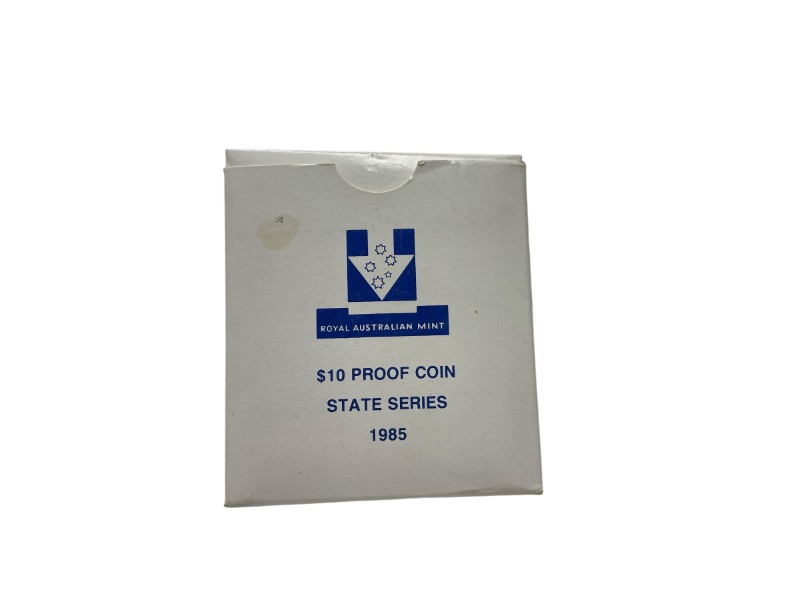 ROYAL AUSTRALIAN MINT
$10 PROOF COIN
STATE SERIES
1985